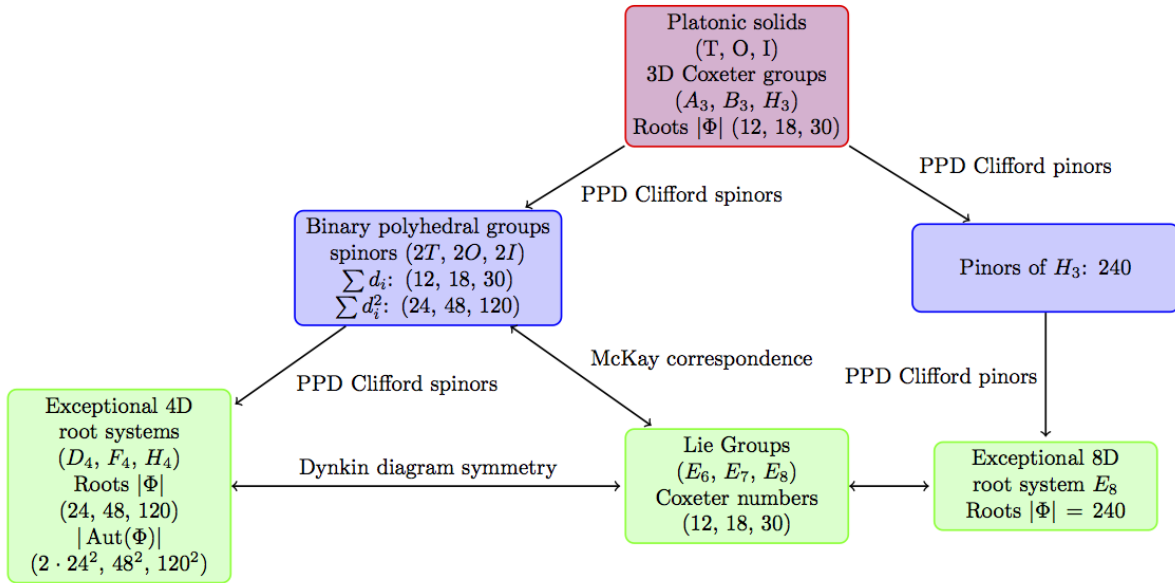 Platonic solids
(T, O, I)
3D Coxeter groups
(A₃, B₃, H₃)
Roots |Φ| (12, 18, 30)
PPD Clifford pinors
PPD Clifford spinors
Binary polyhedral groups
spinors (2T, 2O, 2I)
∑ dᵢ: (12, 18, 30)
∑ dᵢ²: (24, 48, 120)
Pinors of H₃: 240
McKay correspondence
PPD Clifford spinors
PPD Clifford pinors
Exceptional 4D
root systems
(D₄, F₄, H₄)
Roots |Φ|
(24, 48, 120)
|Aut(Φ)|
(2 · 24², 48², 120²)
Dynkin diagram symmetry
Lie Groups
(E₆, E₇, E₈)
Coxeter numbers
(12, 18, 30)
Exceptional 8D
root system E₈
Roots |Φ| = 240